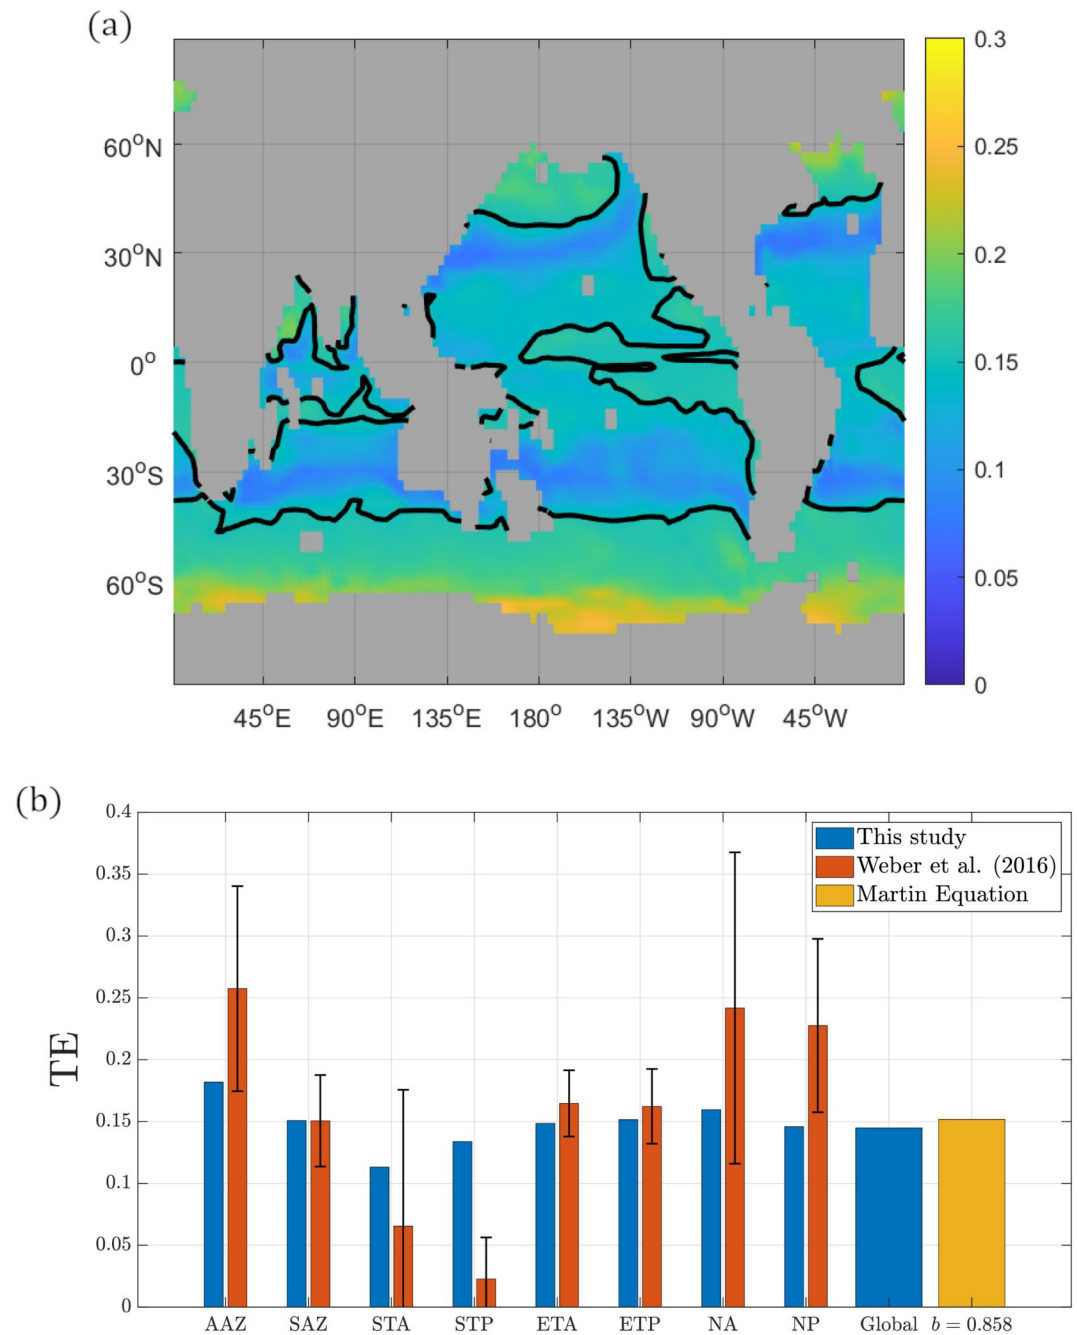 (a)
0.3
0.25
0.2
0.15
0.1
0.05
0
60°N
30°N
0°
30°S
60°S
45°E 90°E 135°E 180° 135°W 90°W 45°W
(b)
0.4
0.35
0.3
0.25
0.2
0.15
0.1
0.05
0
TE
This study
Weber et al. (2016)
Martin Equation
AAZ SAZ STA STP ETA ETP NA NP Global b = 0.858